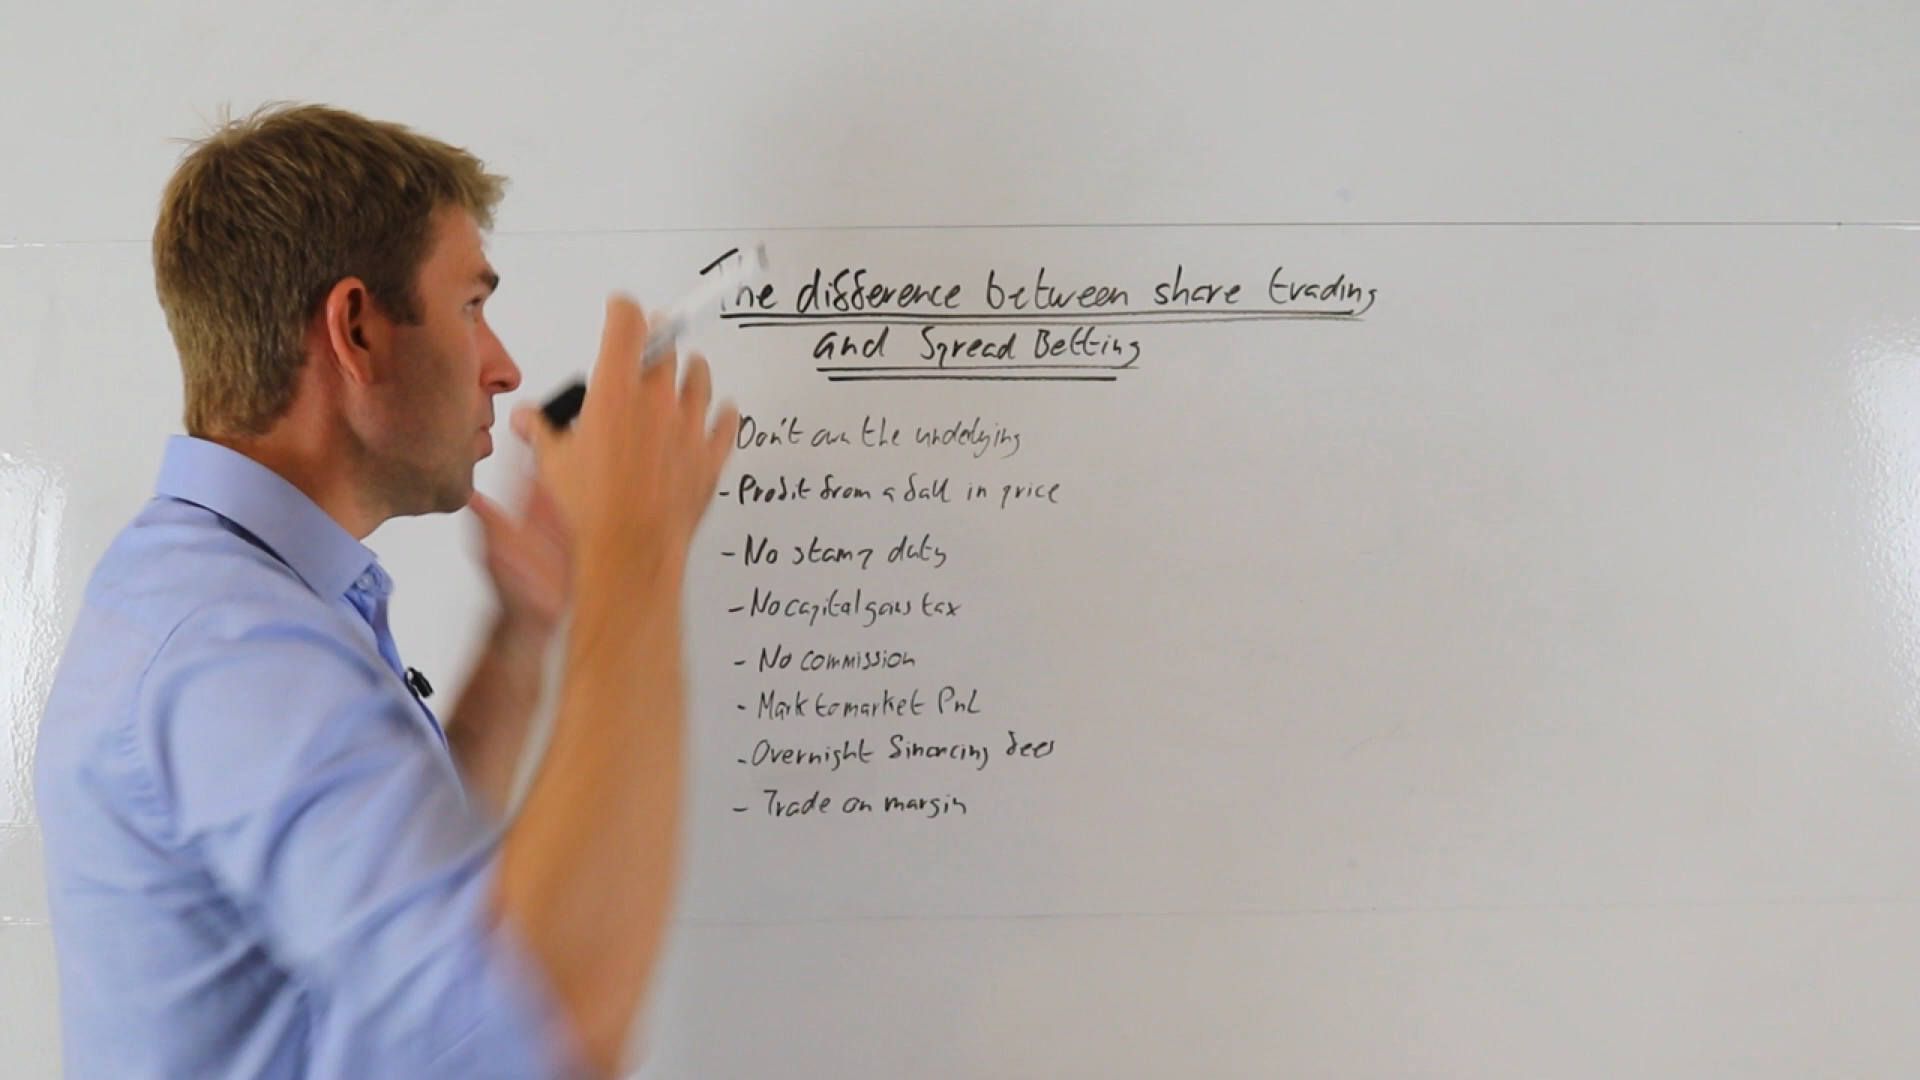 The difference between share trading
and Spread Betting
Don't own the underlying
- Profit from a fall in price
- No stamp duty
- No capital gains tax
- No commission
- Mark to market PnL
- Overnight financing fees
- Trade on margin